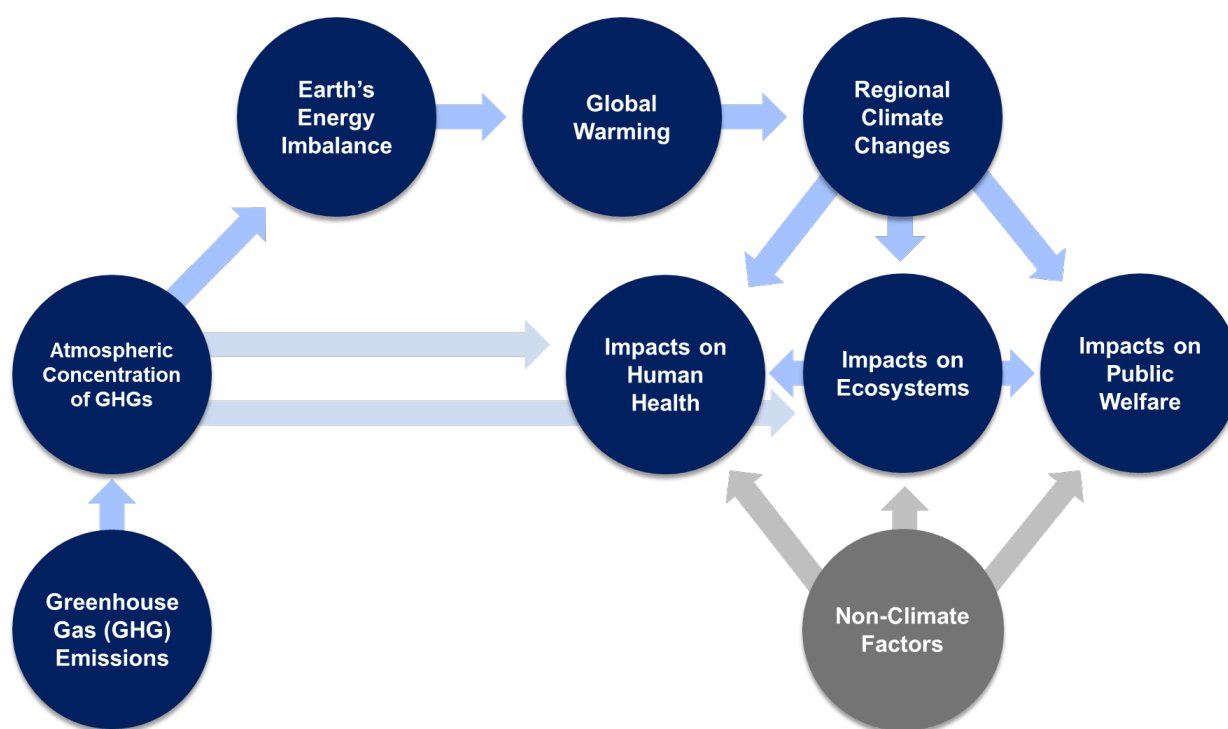 Earth’s
Energy
Imbalance
Global
Warming
Regional
Climate
Changes
Atmospheric
Concentration
of GHGs
Impacts on
Human
Health
Impacts on
Ecosystems
Impacts on
Public
Welfare
Greenhouse
Gas (GHG)
Emissions
Non-Climate
Factors